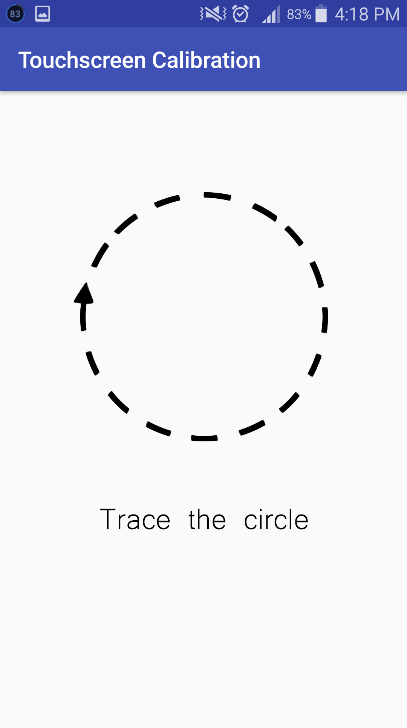 83 83% 4:18 PM
Touchscreen Calibration
Trace the circle